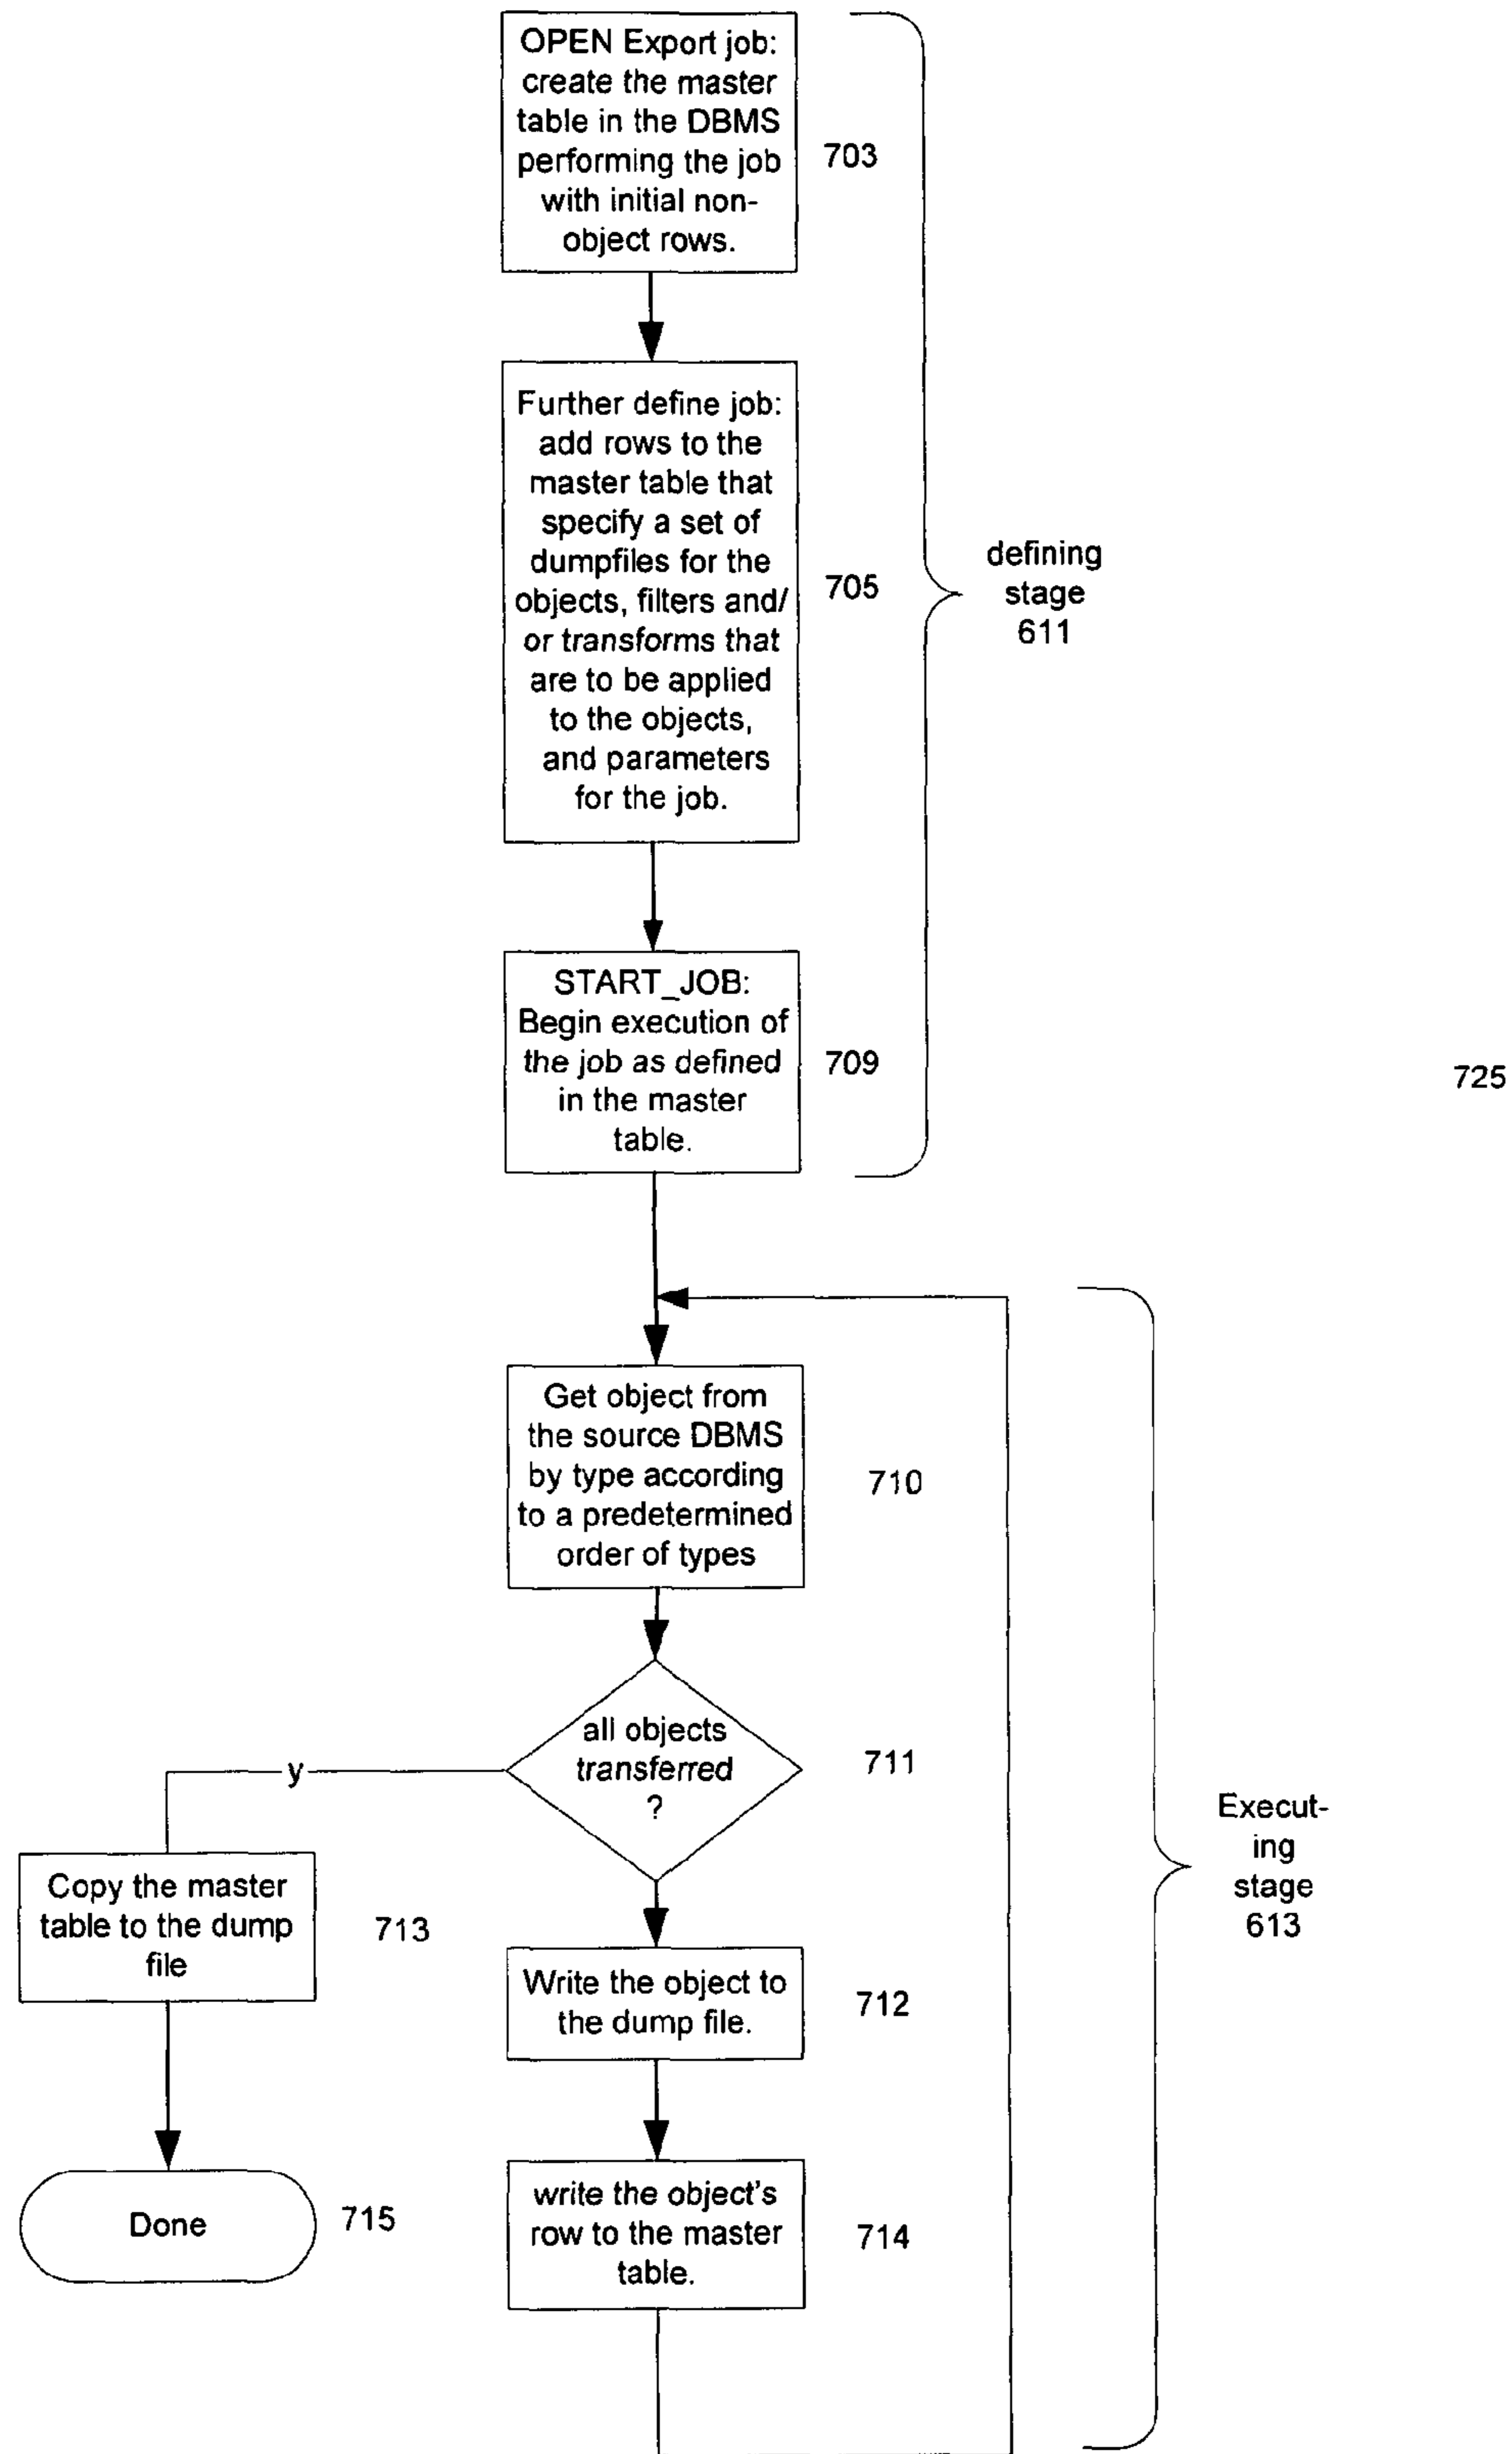 OPEN Export job:
create the master
table in the DBMS
performing the job
with initial non-
object rows.
703
Further define job:
add rows to the
master table that
specify a set of
dumpfiles for the
objects, filters and/
or transforms that
are to be applied
to the objects,
and parameters
for the job.
705
defining
stage
611
START_JOB:
Begin execution of
the job as defined
in the master
table.
709
725
Get object from
the source DBMS
by type according
to a predetermined
order of types
710
all objects
transferred
?
711
y
Execut-
ing
stage
613
Copy the master
table to the dump
file
713
Write the object to
the dump file.
712
Done
715
write the object's
row to the master
table.
714